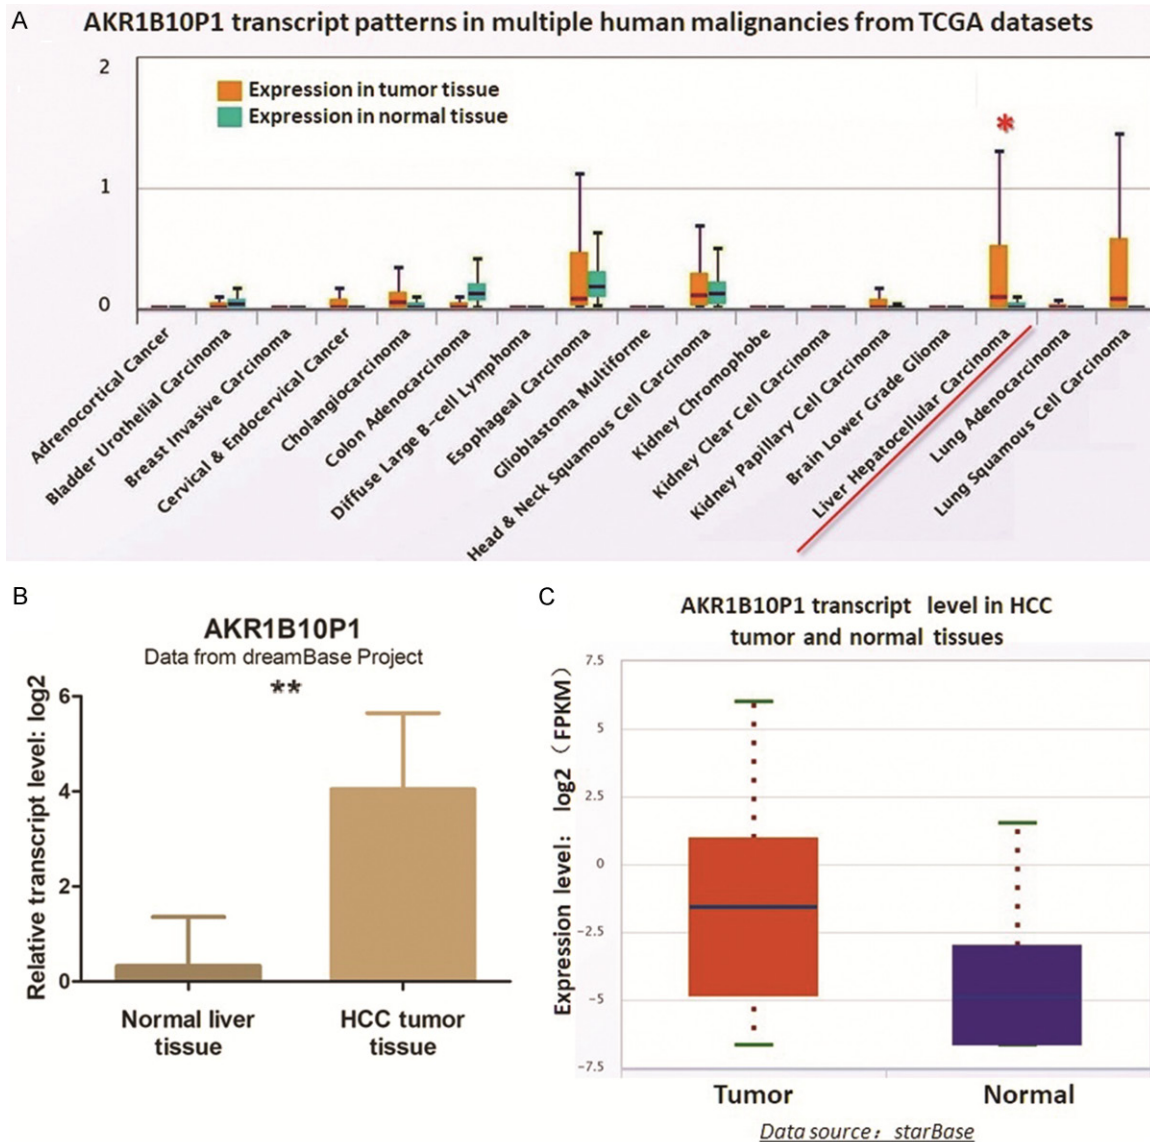 A
AKR1B10P1 transcript patterns in multiple human malignancies from TCGA datasets
2
1
0
Expression in tumor tissue
Expression in normal tissue
*
Adrenocortical Cancer
Bladder Urothelial Carcinoma
Breast Invasive Carcinoma
Cervical & Endocervical Cancer
Cholangiocarcinoma
Colon Adenocarcinoma
Diffuse Large B-cell Lymphoma
Esophageal Carcinoma
Glioblastoma Multiforme
Head & Neck Squamous Cell Carcinoma
Kidney Chromophobe
Kidney Clear Cell Carcinoma
Kidney Papillary Cell Carcinoma
Brain Lower Grade Glioma
Liver Hepatocellular Carcinoma
Lung Adenocarcinoma
Lung Squamous Cell Carcinoma
B
AKR1B10P1
Data from dreamBase Project
**
Relative transcript level: log2
6
4
2
0
Normal liver
tissue
HCC tumor
tissue
C
AKR1B10P1 transcript level in HCC
tumor and normal tissues
Expression level: log2（FPKM）
7.5
5
2.5
0
-2.5
-5
-7.5
Tumor
Normal
Data source：starBase